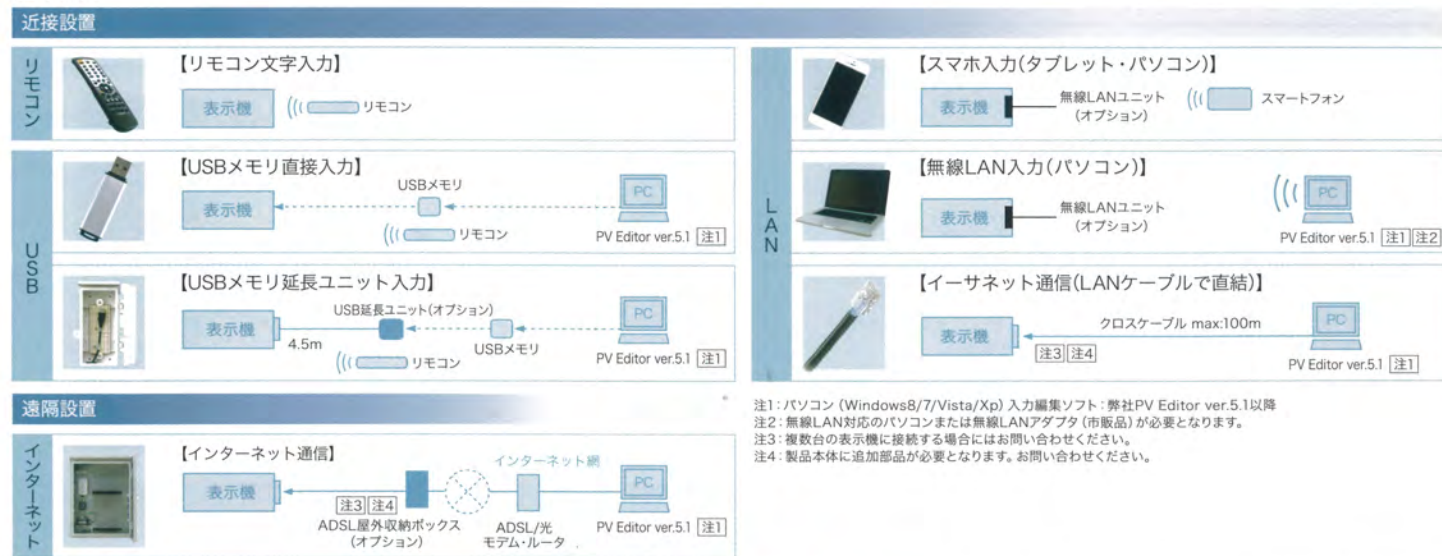 近接設置
リモコン
【リモコン文字入力】
表示機
リモコン
USB
【USBメモリ直接入力】
表示機
USBメモリ
リモコン
PC
PV Editor ver.5.1 注1
【USBメモリ延長ユニット入力】
表示機
4.5m
USB延長ユニット(オプション)
リモコン
USBメモリ
PC
PV Editor ver.5.1 注1
LAN
【スマホ入力(タブレット・パソコン)】
表示機
無線LANユニット
(オプション)
スマートフォン
【無線LAN入力(パソコン)】
表示機
無線LANユニット
(オプション)
PC
PV Editor ver.5.1 注1 注2
【イーサネット通信(LANケーブルで直結)】
表示機
クロスケーブル max:100m
注3 注4
PC
PV Editor ver.5.1 注1
遠隔設置
インターネット
【インターネット通信】
表示機
注3 注4
ADSL屋外収納ボックス
(オプション)
インターネット網
ADSL/光
モデム・ルータ
PC
PV Editor ver.5.1 注1
注1:パソコン (Windows8/7/Vista/Xp) 入力編集ソフト:弊社PV Editor ver.5.1以降
注2:無線LAN対応のパソコンまたは無線LANアダプタ (市販品) が必要となります。
注3:複数台の表示機に接続する場合にはお問い合わせください。
注4:製品本体に追加部品が必要となります。お問い合わせください。